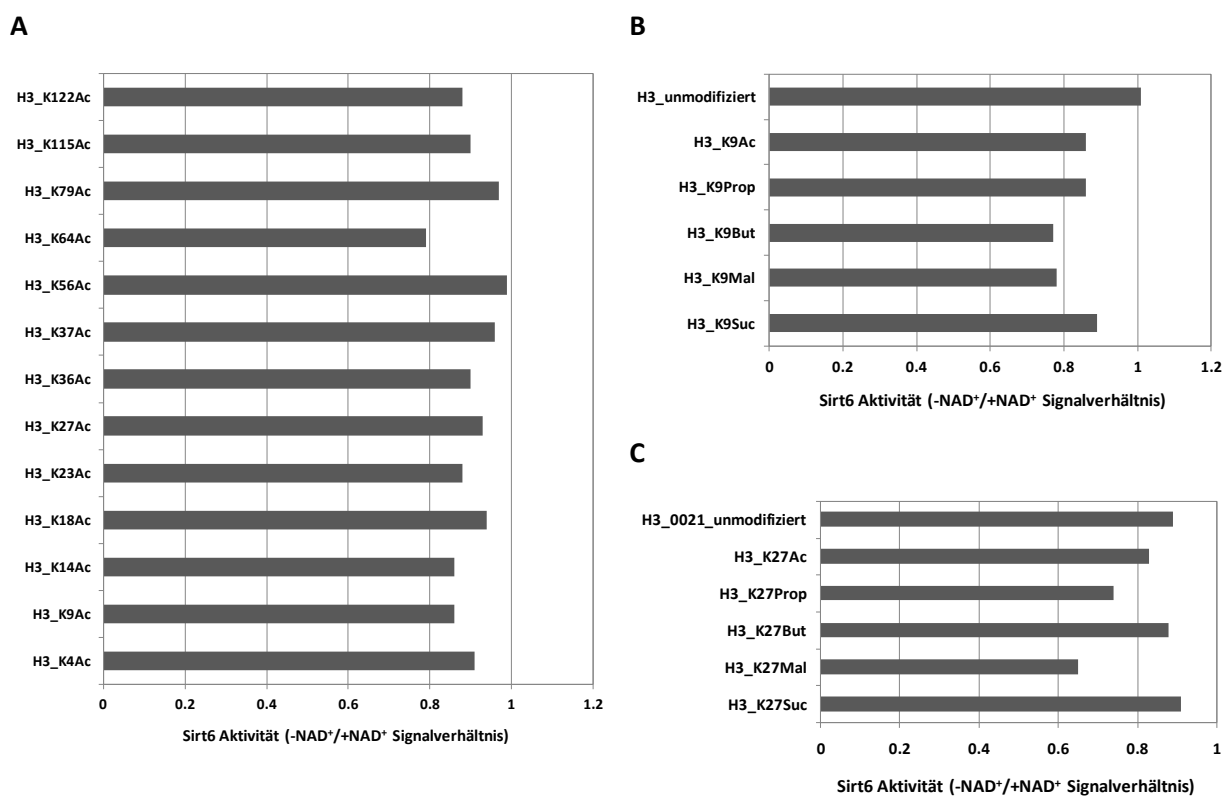 A
H3_K122Ac
H3_K115Ac
H3_K79Ac
H3_K64Ac
H3_K56Ac
H3_K37Ac
H3_K36Ac
H3_K27Ac
H3_K23Ac
H3_K18Ac
H3_K14Ac
H3_K9Ac
H3_K4Ac
0 0.2 0.4 0.6 0.8 1 1.2
Sirt6 Aktivität (-NAD⁺/+NAD⁺ Signalverhältnis)
B
H3_unmodifiziert
H3_K9Ac
H3_K9Prop
H3_K9But
H3_K9Mal
H3_K9Suc
0 0.2 0.4 0.6 0.8 1 1.2
Sirt6 Aktivität (-NAD⁺/+NAD⁺ Signalverhältnis)
C
H3_0021_unmodifiziert
H3_K27Ac
H3_K27Prop
H3_K27But
H3_K27Mal
H3_K27Suc
0 0.2 0.4 0.6 0.8 1
Sirt6 Aktivität (-NAD⁺/+NAD⁺ Signalverhältnis)